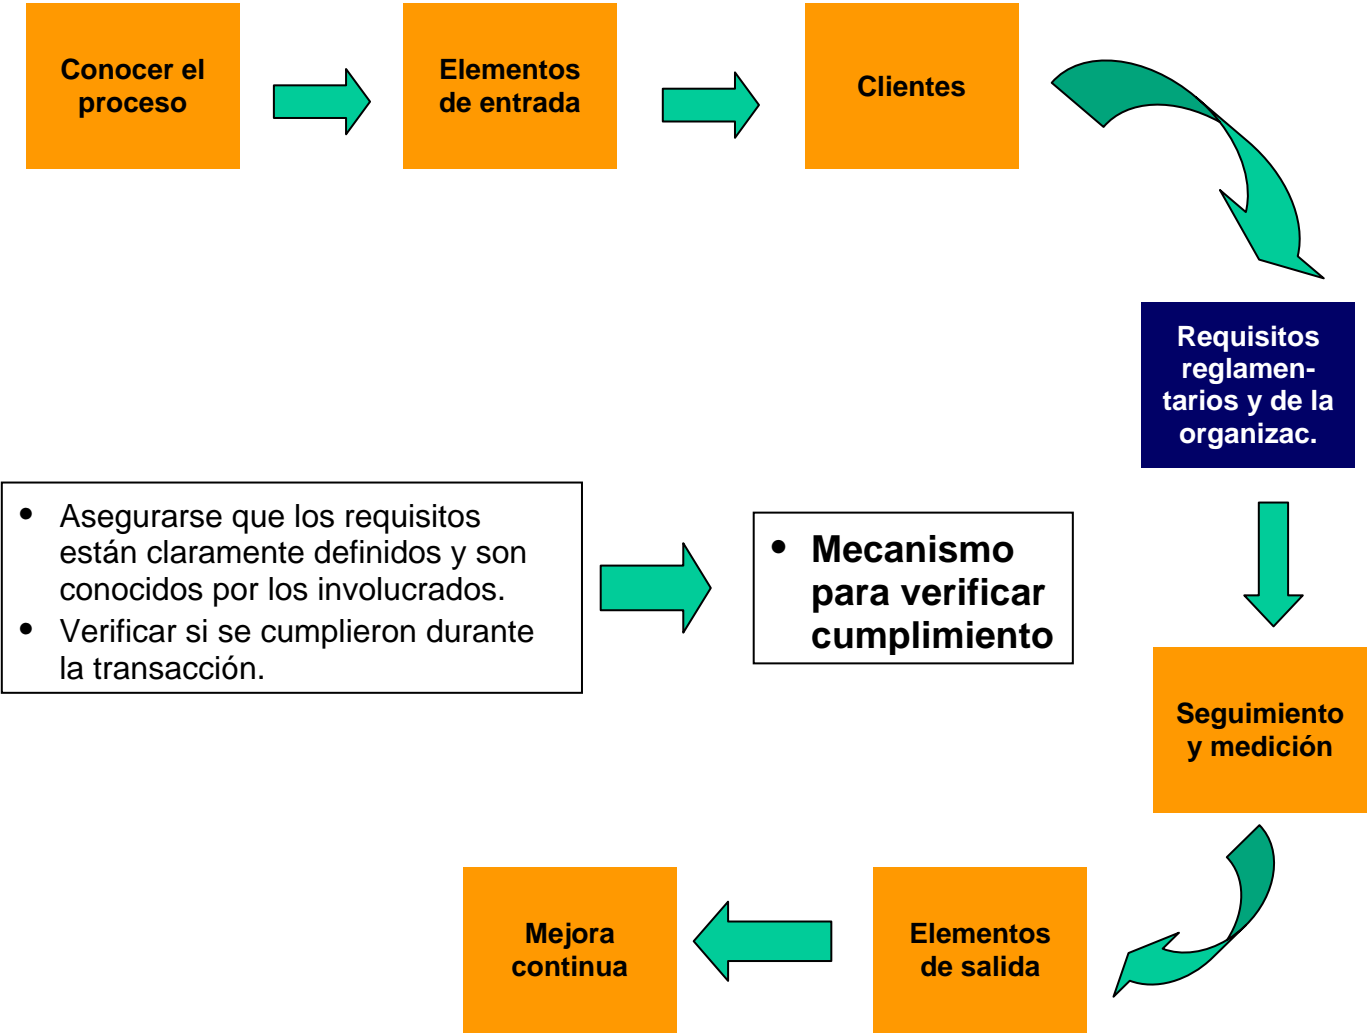 Conocer el
proceso
Elementos
de entrada
Clientes
Requisitos
reglamen-
tarios y de la
organizac.
• Asegurarse que los requisitos
están claramente definidos y son
conocidos por los involucrados.
• Verificar si se cumplieron durante
la transacción.
• Mecanismo
para verificar
cumplimiento
Seguimiento
y medición
Elementos
de salida
Mejora
continua